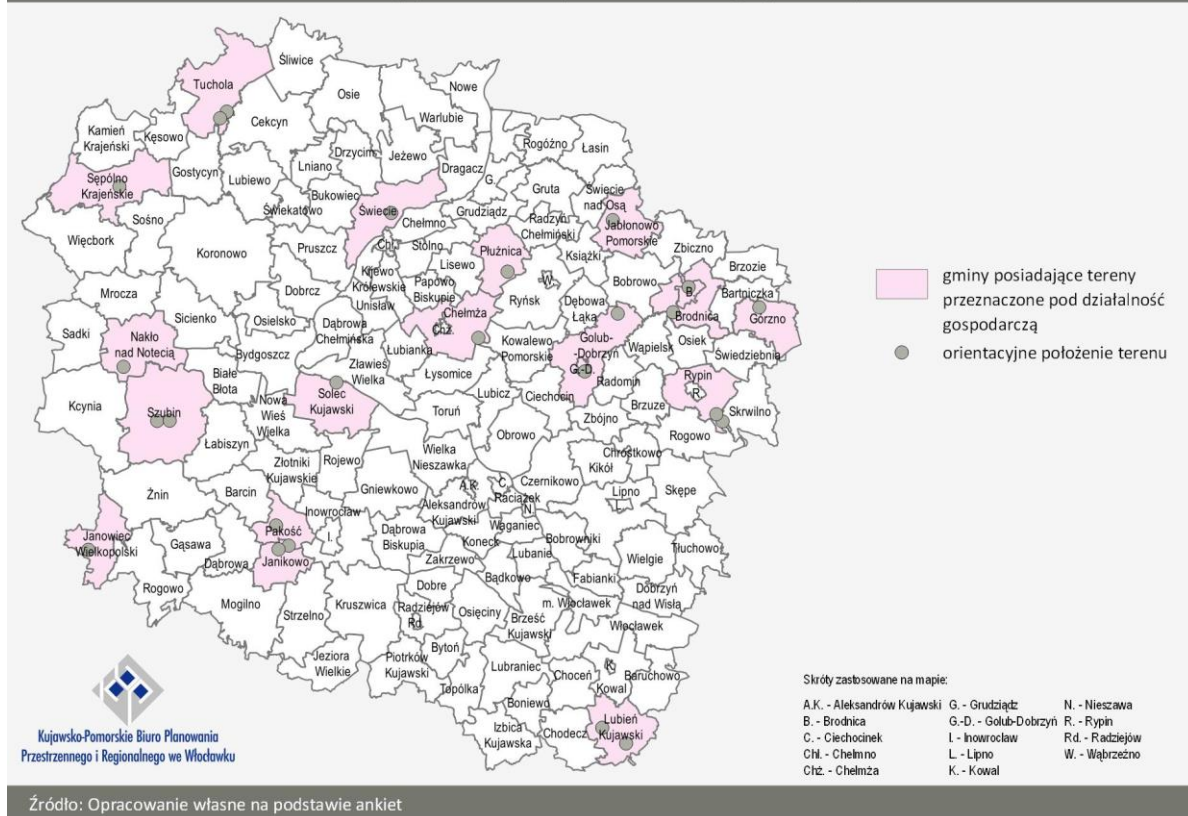 Śliwice
Tuchola
Osie
Nowe
Warlubie
Cekcyn
Kamień
Krajeński
Kęsowo
Rogóźno
Łasin
Drzycim
Jeżewo
Gostycyn
Lniano
Dragacz
Sępólno
Krajeńskie
Lubiewo
Bukowiec
G.
Gruta
Świecie
nad Osą
Świekatowo
Świecie
Grudziądz
Radzyń
Chełmiński
Jabłonowo
Pomorskie
Sośno
Chełmno
Więcbork
Koronowo
Pruszcz
Chł.
Stolno
Płużnica
Książki
Zbiczno
Lisewo
Brzozie
Kijewo
Królewskie
Papowo
Biskupie
W.
Bobrowo
Bartniczka
Mrocza
Dobrcz
Unisław
Ryńsk
Dębowa
Łąka
B.
Brodnica
Górzno
Sicienko
Osielsko
Dąbrowa
Chełmińska
Chełmża
Chż.
Sadki
Nakło
nad Notecią
Kowalewo
Pomorskie
Golub-
Dobrzyń
Wąpielsk
Osiek
Świedziebnia
Bydgoszcz
Łubianka
Zławieś
Wielka
Łysomice
G.-D.
Radomin
Rypin
R.
Białe
Błota
Solec
Kujawski
Ciechocin
Kcynia
Szubin
Nowa
Wieś
Wielka
Toruń
Lubicz
Zbójno
Brzuze
Skrwilno
Łabiszyn
Obrowo
Rogowo
Złotniki
Kujawskie
Rojewo
Wielka
Nieszawka
Chrostkowo
Kikół
Żnin
Barcin
Gniewkowo
A.K.
C.
Raciążek
N.
Czernikowo
Lipno
Skępe
Inowrocław
I.
Aleksandrów
Kujawski
Janowiec
Wielkopolski
Gąsawa
Pakość
Dąbrowa
Biskupia
Waganiec
Koneck
Bobrowniki
Tłuchowo
Dąbrowa
Janikowo
Zakrzewo
Lubanie
Wielgie
Rogowo
Mogilno
Dobre
Bądkowo
Fabianki
Dobrzyń
nad Wisłą
Strzelno
Kruszwica
Radziejów
Rd.
Osięciny
m. Włocławek
Brześć
Kujawski
Włocławek
Jeziora
Wielkie
Piotrków
Kujawski
Bytoń
Lubraniec
Choceń
K.
Kowal
Baruchowo
Topólka
Boniewo
Izbica
Kujawska
Chodecz
Lubień
Kujawski
gminy posiadające tereny
przeznaczone pod działalność
gospodarczą
orientacyjne położenie terenu
Kujawsko-Pomorskie Biuro Planowania
Przestrzennego i Regionalnego we Włocławku
Skróty zastosowane na mapie:
A.K. - Aleksandrów Kujawski G. - Grudziądz N. - Nieszawa
B. - Brodnica G.-D. - Golub-Dobrzyń R. - Rypin
C. - Ciechocinek I. - Inowrocław Rd. - Radziejów
Chł. - Chełmno L. - Lipno W. - Wąbrzeźno
Chż. - Chełmża K. - Kowal
Źródło: Opracowanie własne na podstawie ankiet